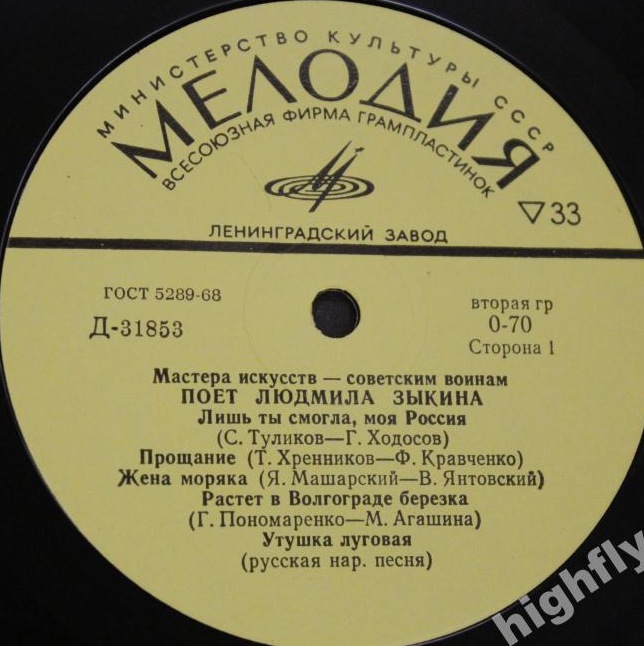 МИНИСТЕРСТВО КУЛЬТУРЫ СССР
МЕЛОДИЯ
ВСЕСОЮЗНАЯ ФИРМА ГРАМПЛАСТИНОК
33
ЛЕНИНГРАДСКИЙ ЗАВОД
ГОСТ 5289-68
Д-31853
вторая гр
0-70
Сторона 1
Мастера искусств — советским воинам
ПОЕТ ЛЮДМИЛА ЗЫКИНА
Лишь ты смогла, моя Россия
(С. Туликов—Г. Ходосов)
Прощание (Т. Хренников—Ф. Кравченко)
Жена моряка (Я. Машарский—В. Янтовский)
Растет в Волгограде березка
(Г. Пономаренко—М. Агашина)
Утушка луговая
(русская нар. песня)
highfly